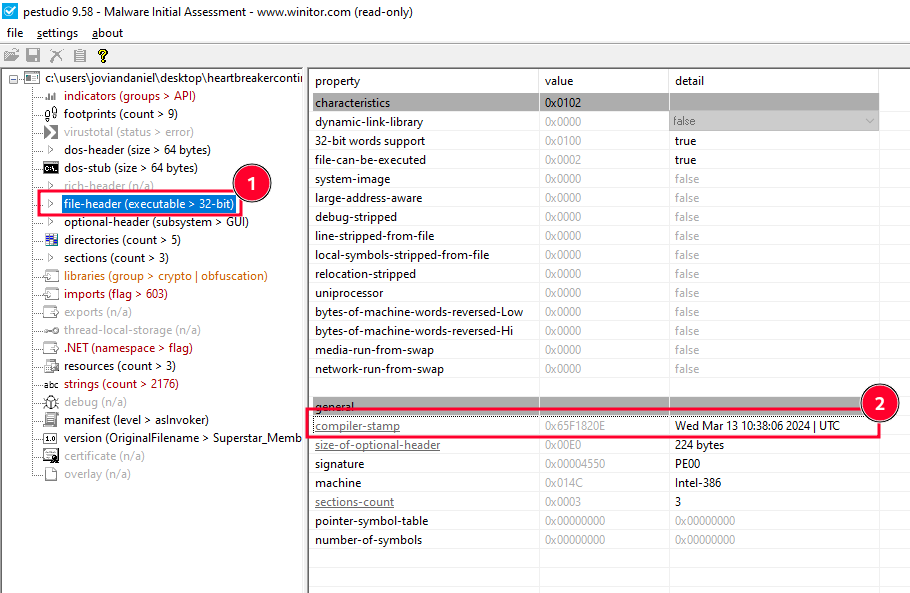 pestudio 9.58 - Malware Initial Assessment - www.winitor.com (read-only)
file settings about
c:\users\joviandaniel\desktop\heartbreakerconti
indicators (groups > API)
footprints (count > 9)
virustotal (status > error)
dos-header (size > 64 bytes)
dos-stub (size > 64 bytes)
rich-header (n/a)
1
file-header (executable > 32-bit)
optional-header (subsystem > GUI)
directories (count > 5)
sections (count > 3)
libraries (group > crypto | obfuscation)
imports (flag > 603)
exports (n/a)
thread-local-storage (n/a)
.NET (namespace > flag)
resources (count > 3)
abc strings (count > 2176)
debug (n/a)
manifest (level > asInvoker)
1.0 version (OriginalFilename > Superstar_Memb
certificate (n/a)
overlay (n/a)
property value detail
characteristics 0x0102
dynamic-link-library 0x0000 false
32-bit words support 0x0100 true
file-can-be-executed 0x0002 true
system-image 0x0000 false
large-address-aware 0x0000 false
debug-stripped 0x0000 false
line-stripped-from-file 0x0000 false
local-symbols-stripped-from-file 0x0000 false
relocation-stripped 0x0000 false
uniprocessor 0x0000 false
bytes-of-machine-words-reversed-Low 0x0000 false
bytes-of-machine-words-reversed-Hi 0x0000 false
media-run-from-swap 0x0000 false
network-run-from-swap 0x0000 false
general
2
compiler-stamp 0x65F1820E Wed Mar 13 10:38:06 2024 | UTC
size-of-optional-header 0x00E0 224 bytes
signature 0x00004550 PE00
machine 0x014C Intel-386
sections-count 0x0003 3
pointer-symbol-table 0x00000000 0x00000000
number-of-symbols 0x00000000 0x00000000